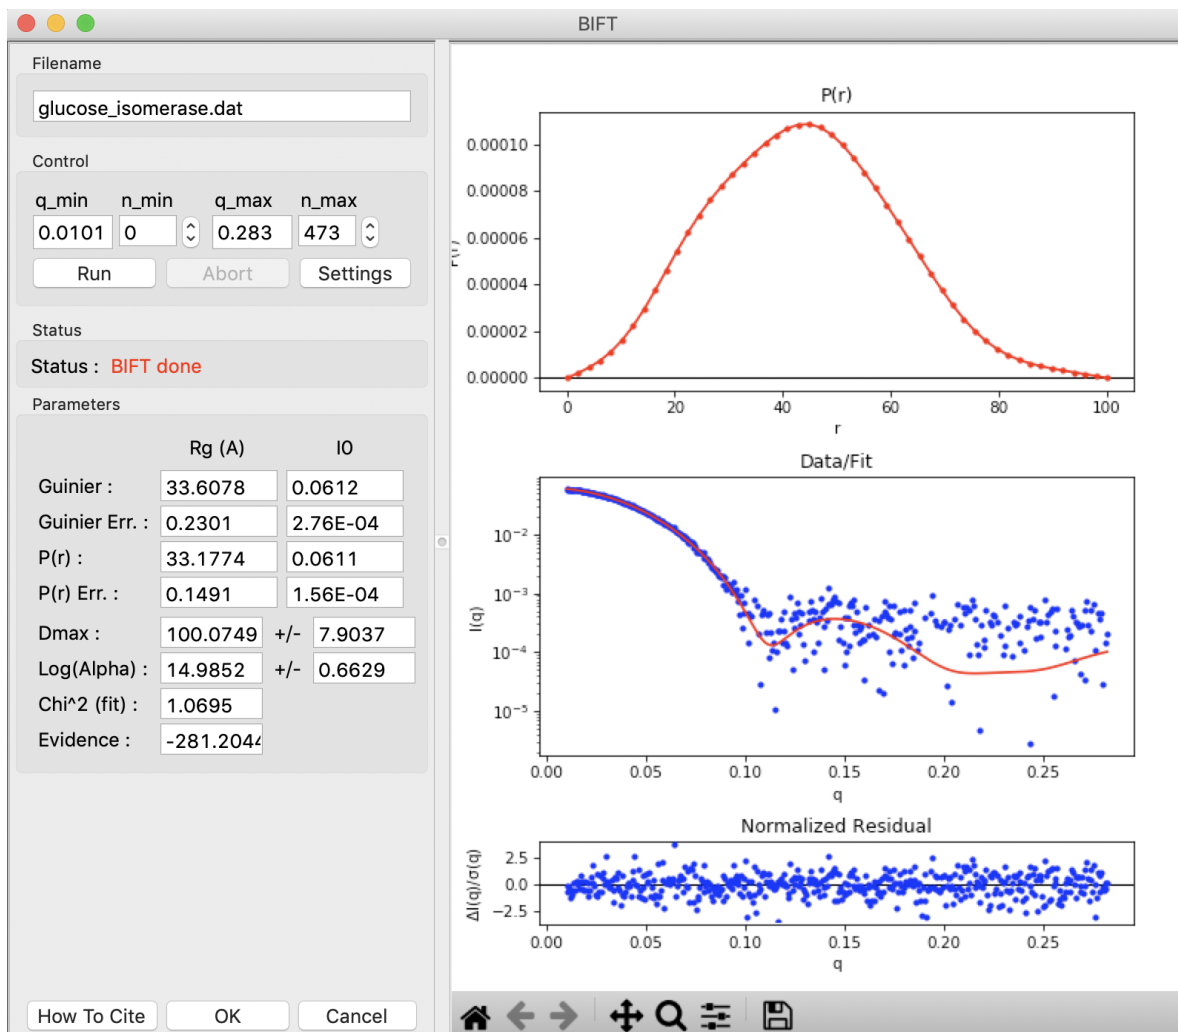 BIFT
Filename
glucose_isomerase.dat
Control
q_min n_min q_max n_max
0.0101 0 0.283 473
Run Abort Settings
Status
Status : BIFT done
Parameters
Rg (A) I0
Guinier : 33.6078 0.0612
Guinier Err. : 0.2301 2.76E-04
P(r) : 33.1774 0.0611
P(r) Err. : 0.1491 1.56E-04
Dmax : 100.0749 +/- 7.9037
Log(Alpha) : 14.9852 +/- 0.6629
Chi^2 (fit) : 1.0695
Evidence : -281.2044
How To Cite OK Cancel
P(r)
P(r)
0.00010
0.00008
0.00006
0.00004
0.00002
0.00000
0 20 40 60 80 100
r
Data/Fit
I(q)
10⁻²
10⁻³
10⁻⁴
10⁻⁵
0.00 0.05 0.10 0.15 0.20 0.25
q
Normalized Residual
ΔI(q)/σ(q)
2.5
0.0
−2.5
0.00 0.05 0.10 0.15 0.20 0.25
q